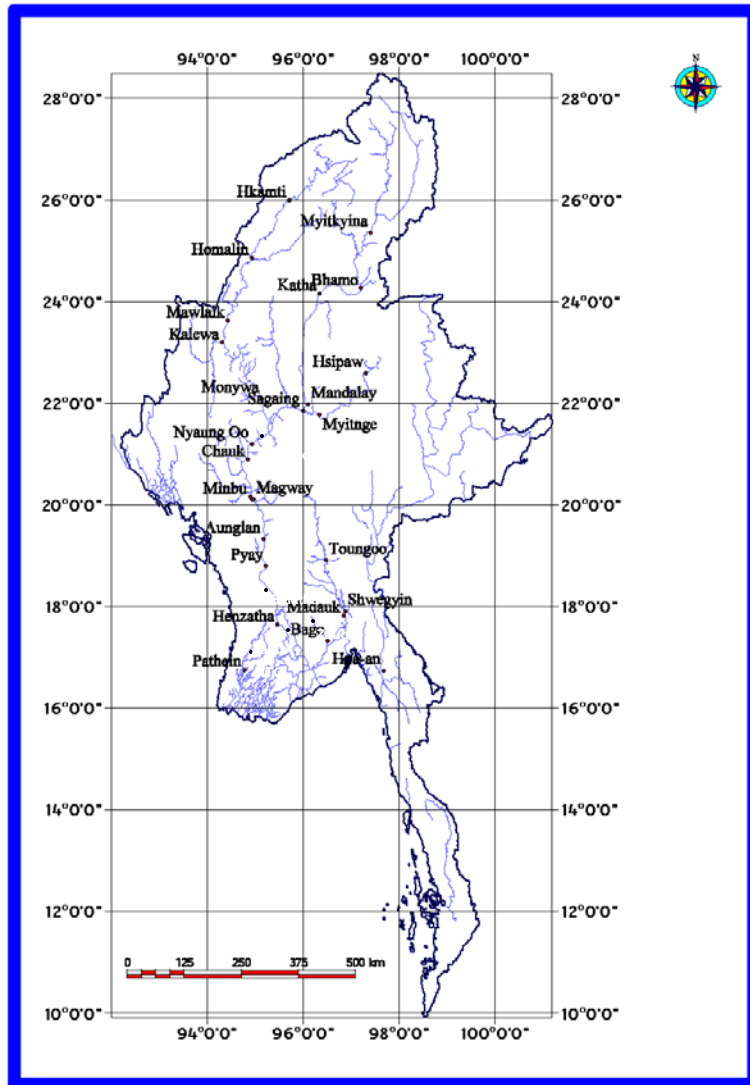 N
94°0'0" 96°0'0" 98°0'0" 100°0'0"
28°0'0" 28°0'0"
26°0'0" 26°0'0"
Hkamti
Myitkyina
Homalin
Katha Bhamo
24°0'0" 24°0'0"
Mawlaik
Kalewa
Hsipaw
Monywa
Sagaing Mandalay
22°0'0" 22°0'0"
Myitnge
Nyaung Oo
Chauk
Minbu Magway
20°0'0" 20°0'0"
Aunglan
Toungoo
Pyay
18°0'0" 18°0'0"
Madauk Shwegyin
Henzatha
Bago
Pathein Hpa-an
16°0'0" 16°0'0"
14°0'0" 14°0'0"
12°0'0" 12°0'0"
0 125 250 375 500 km
10°0'0" 10°0'0"
94°0'0" 96°0'0" 98°0'0" 100°0'0"